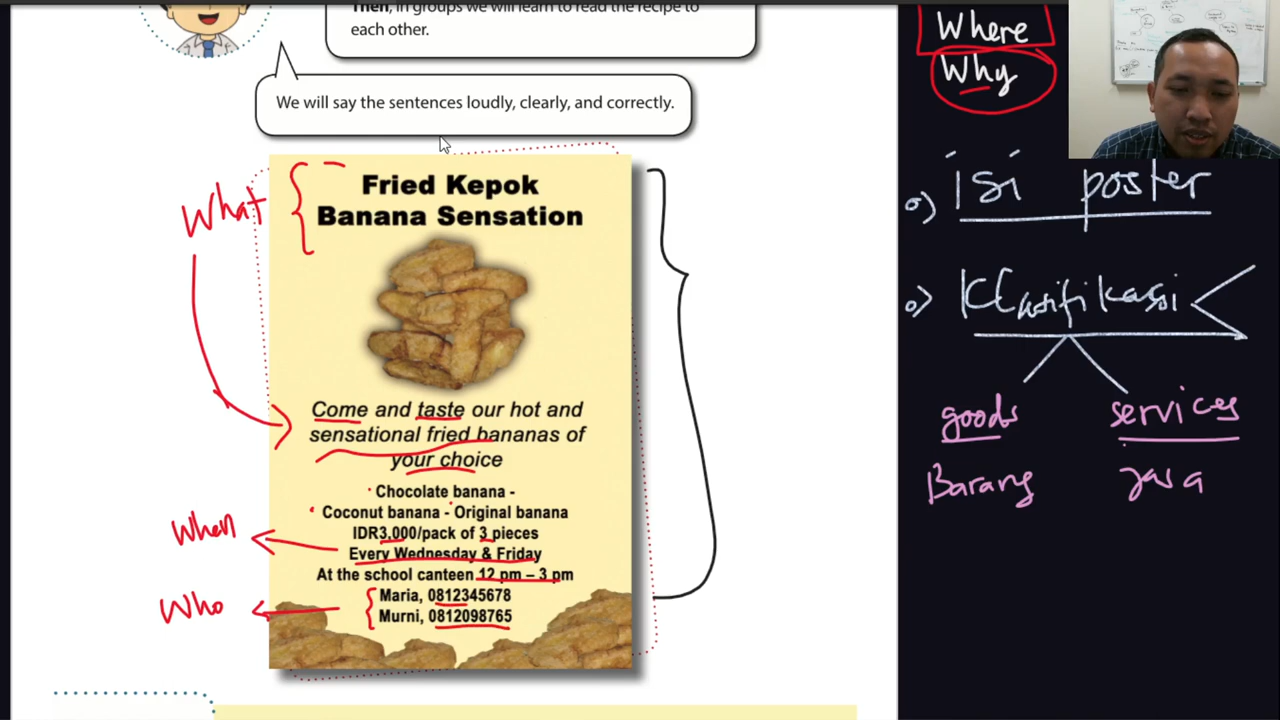 Then, in groups we will learn to read the recipe to
each other.
We will say the sentences loudly, clearly, and correctly.
What
Fried Kepok
Banana Sensation
Come and taste our hot and
sensational fried bananas of
your choice
Chocolate banana -
Coconut banana - Original banana
IDR3,000/pack of 3 pieces
When
Every Wednesday & Friday
At the school canteen 12 pm – 3 pm
Who
Maria, 0812345678
Murni, 0812098765
Where
Why
o) isi poster
o) Klasifikasi
goods
services
Barang
Jasa